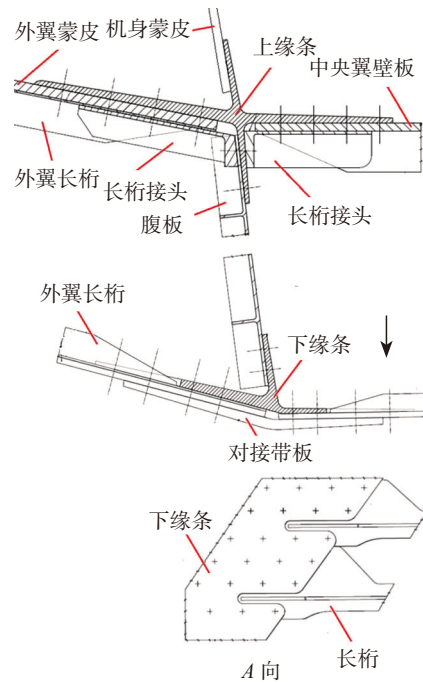 外翼蒙皮
机身蒙皮
上缘条
中央翼壁板
外翼长桁
长桁接头
腹板
长桁接头
外翼长桁
下缘条
对接带板
下缘条
长桁
A 向